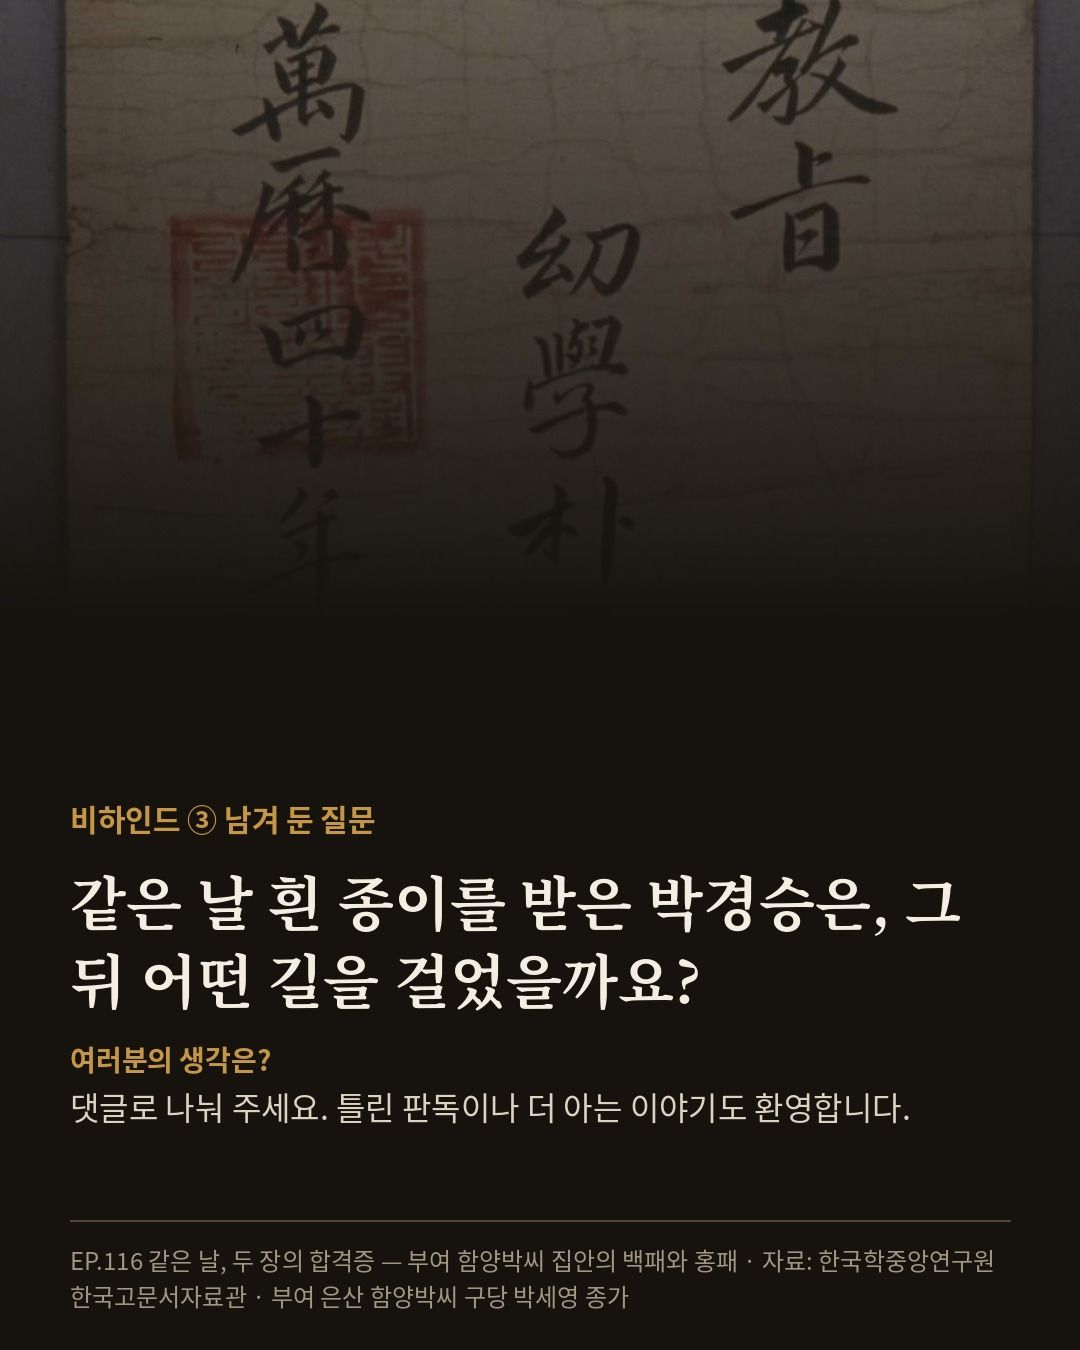 教旨
幼學朴
萬曆四十年
비하인드 ③ 남겨 둔 질문
같은 날 흰 종이를 받은 박경승은, 그
뒤 어떤 길을 걸었을까요?
여러분의 생각은?
댓글로 나눠 주세요. 틀린 판독이나 더 아는 이야기도 환영합니다.
EP.116 같은 날, 두 장의 합격증 — 부여 함양박씨 집안의 백패와 홍패 · 자료: 한국학중앙연구원
한국고문서자료관 · 부여 은산 함양박씨 구당 박세영 종가